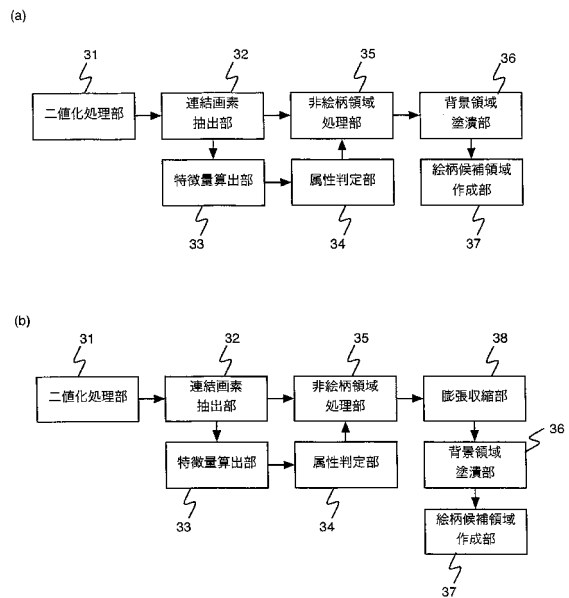 (a)
31
32
35
36
二値化処理部
連結画素
抽出部
非絵柄領域
処理部
背景領域
塗潰部
特徴量算出部
属性判定部
絵柄候補領域
作成部
33
34
37
(b)
31
32
35
38
二値化処理部
連結画素
抽出部
非絵柄領域
処理部
膨張収縮部
36
特徴量算出部
属性判定部
背景領域
塗潰部
33
34
絵柄候補領域
作成部
37